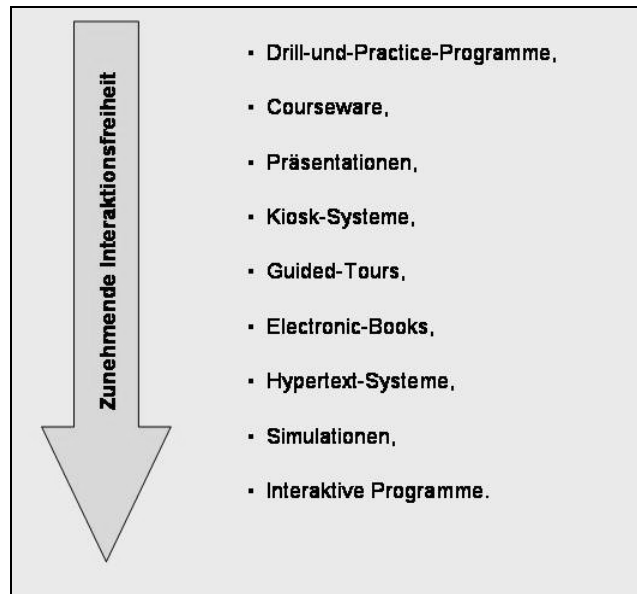 Zunehmende Interaktionsfreiheit
▪ Drill-und-Practice-Programme,
▪ Courseware,
▪ Präsentationen,
▪ Kiosk-Systeme,
▪ Guided-Tours,
▪ Electronic-Books,
▪ Hypertext-Systeme,
▪ Simulationen,
▪ Interaktive Programme.